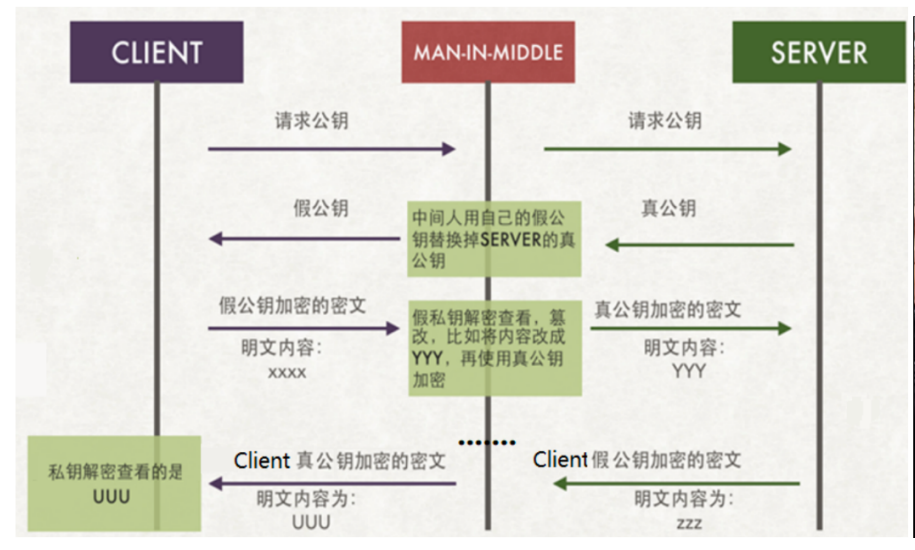 CLIENT
MAN-IN-MIDDLE
SERVER
请求公钥
请求公钥
假公钥
中间人用自己的假公
钥替换掉SERVER的真
公钥
真公钥
假公钥加密的密文
明文内容：
xxxx
假私钥解密查看，篡
改，比如将内容改成
YYY，再使用真公钥
加密
真公钥加密的密文
明文内容：
YYY
.......
私钥解密查看的是
UUU
Client 真公钥加密的密文
明文内容为：
UUU
Client 假公钥加密的密文
明文内容为：
zzz